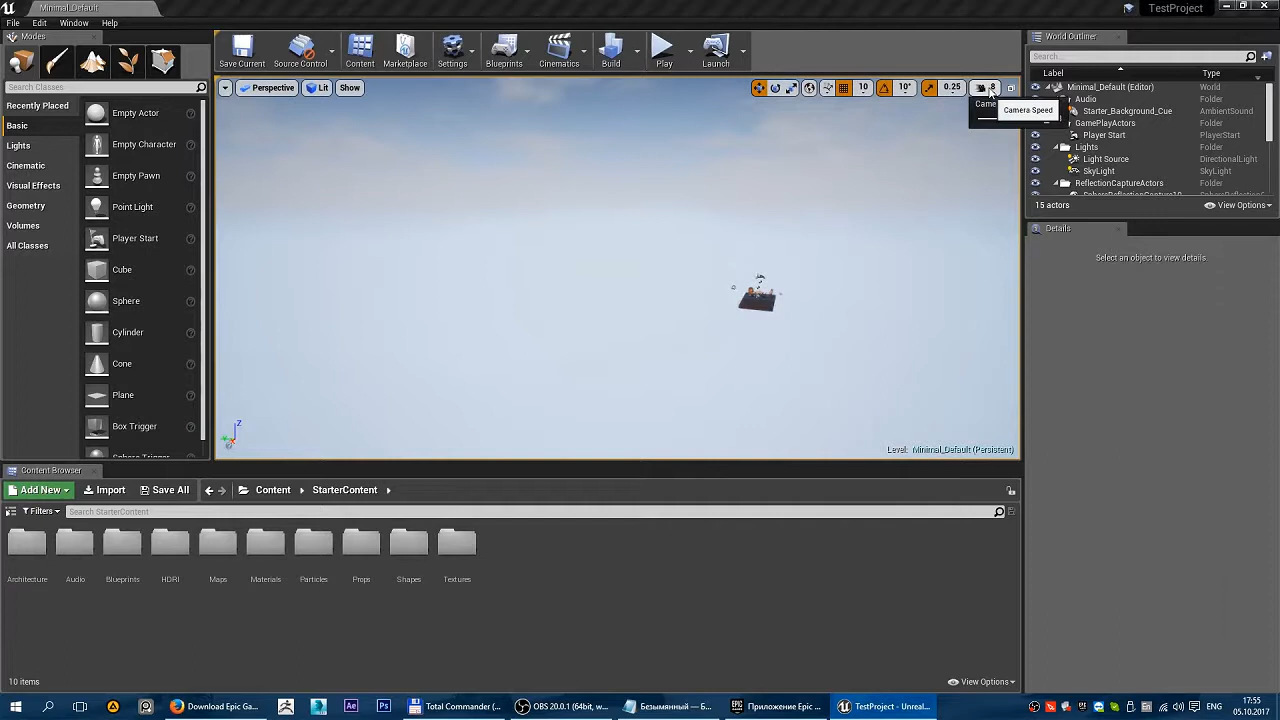 Minimal_Default
TestProject
File Edit Window Help
Modes
Search Classes
Recently Placed
Basic
Lights
Cinematic
Visual Effects
Geometry
Volumes
All Classes
Empty Actor
Empty Character
Empty Pawn
Point Light
Player Start
Cube
Sphere
Cylinder
Cone
Plane
Box Trigger
Sphere Trigger
Save Current
Source Control
Content
Marketplace
Settings
Blueprints
Cinematics
Build
Play
Launch
Perspective Lit Show
10 10° 0.25 8
Came
Camera Speed
Z
Level: Minimal_Default (Persistent)
World Outliner
Search...
Label Type
Minimal_Default (Editor) World
Audio Folder
Starter_Background_Cue AmbientSound
GamePlayActors Folder
Player Start PlayerStart
Lights Folder
Light Source DirectionalLight
SkyLight SkyLight
ReflectionCaptureActors Folder
15 actors View Options
Details
Select an object to view details.
Content Browser
Add New Import Save All Content StarterContent
Filters Search StarterContent
Architecture Audio Blueprints HDRI Maps Materials Particles Props Shapes Textures
10 items View Options
Download Epic Ga...
Ae
Total Commander (...
OBS 20.0.1 (64bit, w...
Безымянный — Б...
Приложение Epic ...
TestProject - Unreal...
17:55
05.10.2017